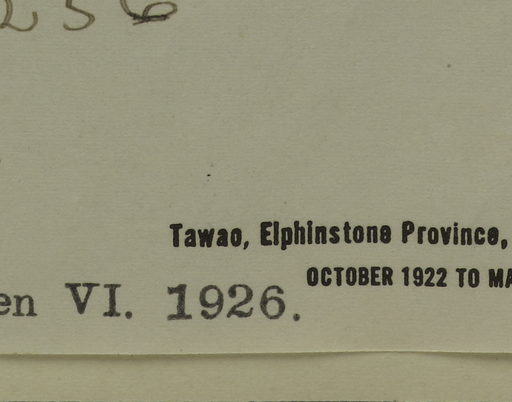 256
Tawao, Elphinstone Province,
OCTOBER 1922 TO MA
en VI. 1926.